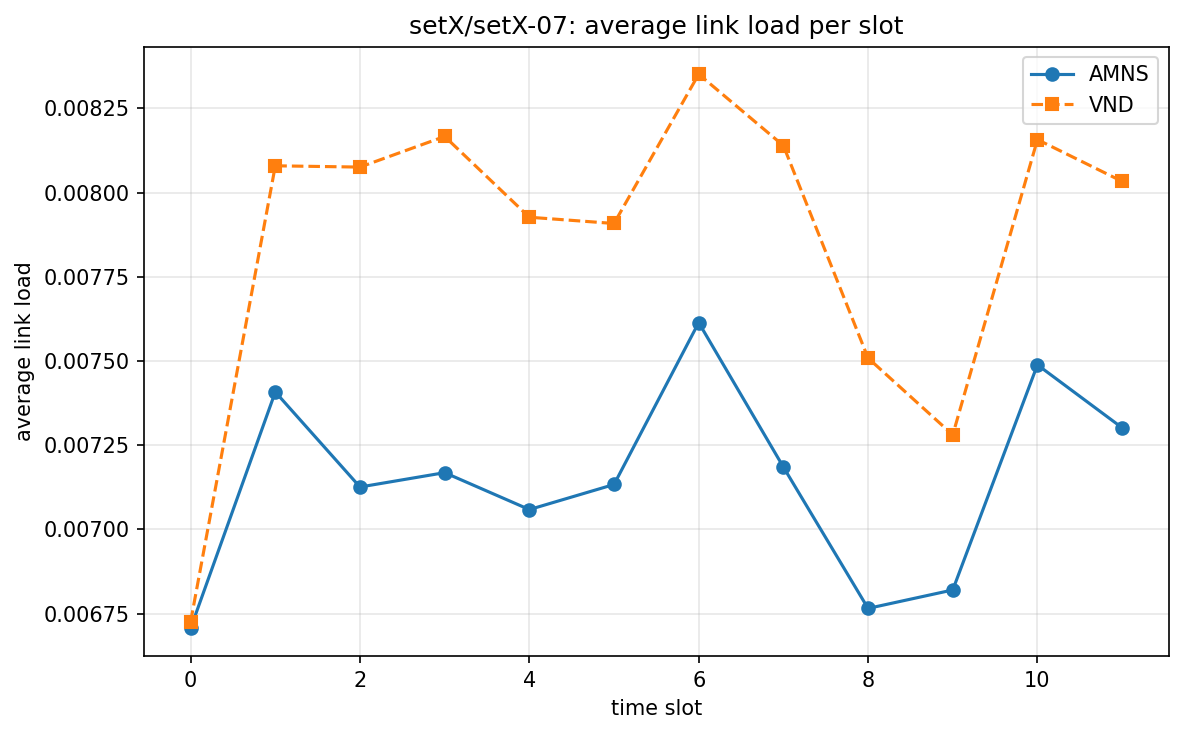 setX/setX-07: average link load per slot
AMNS
VND
average link load
0.00825
0.00800
0.00775
0.00750
0.00725
0.00700
0.00675
0 2 4 6 8 10
time slot